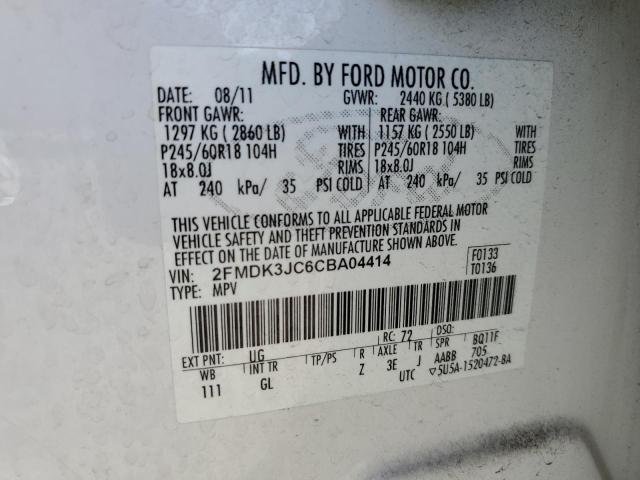 MFD. BY FORD MOTOR CO.
DATE: 08/11 GVWR: 2440 KG ( 5380 LB)
FRONT GAWR: REAR GAWR:
1297 KG ( 2860 LB) WITH 1157 KG ( 2550 LB) WITH
P245/60R18 104H TIRES P245/60R18 104H TIRES
18x8.0J RIMS 18x8.0J RIMS
AT 240 kPa/ 35 PSI COLD AT 240 kPa/ 35 PSI COLD
THIS VEHICLE CONFORMS TO ALL APPLICABLE FEDERAL MOTOR
VEHICLE SAFETY AND THEFT PREVENTION STANDARDS IN
EFFECT ON THE DATE OF MANUFACTURE SHOWN ABOVE.
VIN: 2FMDK3JC6CBA04414 F0133
TYPE: MPV T0136
EXT PNT: UG RC: 72 DSO:
WB INT TR TP/PS R AXLE TR SPR BQ11F
111 GL Z 3E J AABB 705
UTC ▽5U5A-1520472-BA